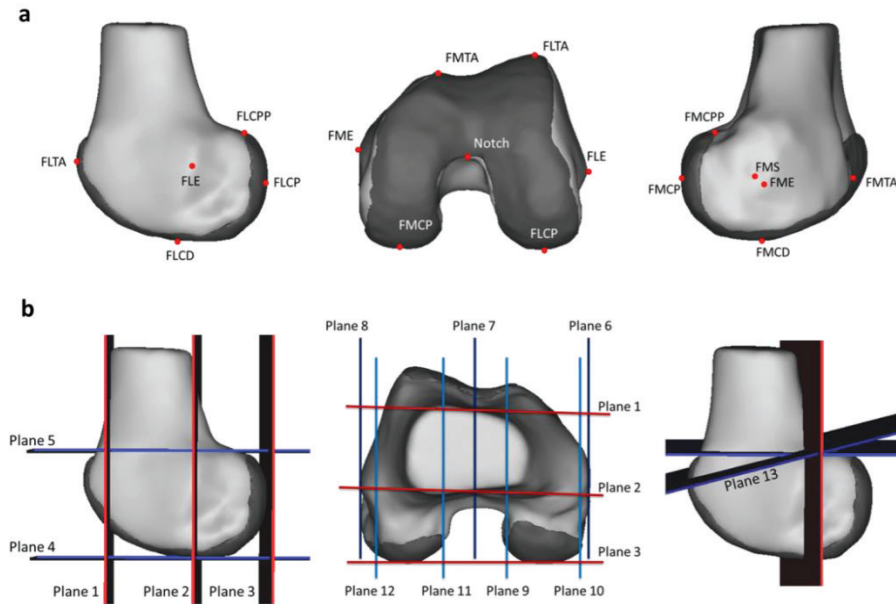 a
FLTA
FLE
FLCPP
FLCP
FLCD
FMTA
FLTA
FME
Notch
FLE
FMCP
FLCP
FMCPP
FMS
FME
FMCP
FMTA
FMCD
b
Plane 5
Plane 4
Plane 1
Plane 2
Plane 3
Plane 8
Plane 7
Plane 6
Plane 1
Plane 2
Plane 3
Plane 12
Plane 11
Plane 9
Plane 10
Plane 13